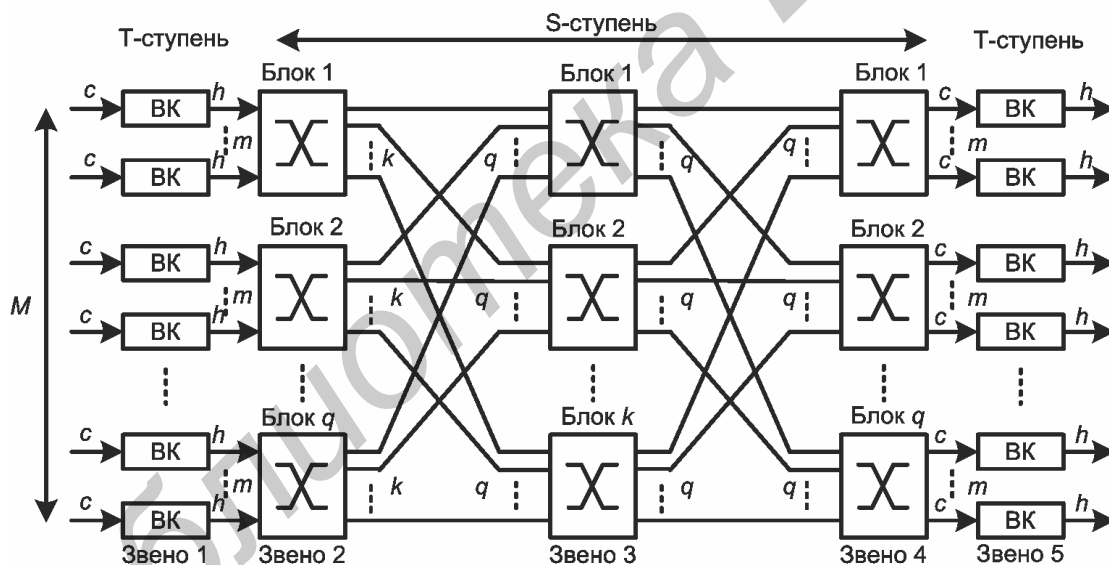 S-ступень
Т-ступень
Т-ступень
Блок 1
Блок 1
Блок 1
c ВК h
c ВК h
m
k
q
q
q
c ВК h
c ВК h
m
Блок 2
Блок 2
Блок 2
c ВК h
c ВК h
m
k
q
q
q
c ВК h
c ВК h
m
M
Блок q
Блок k
Блок q
c ВК h
c ВК h
m
k
q
q
q
c ВК h
c ВК h
m
Звено 1
Звено 2
Звено 3
Звено 4
Звено 5
блиотека